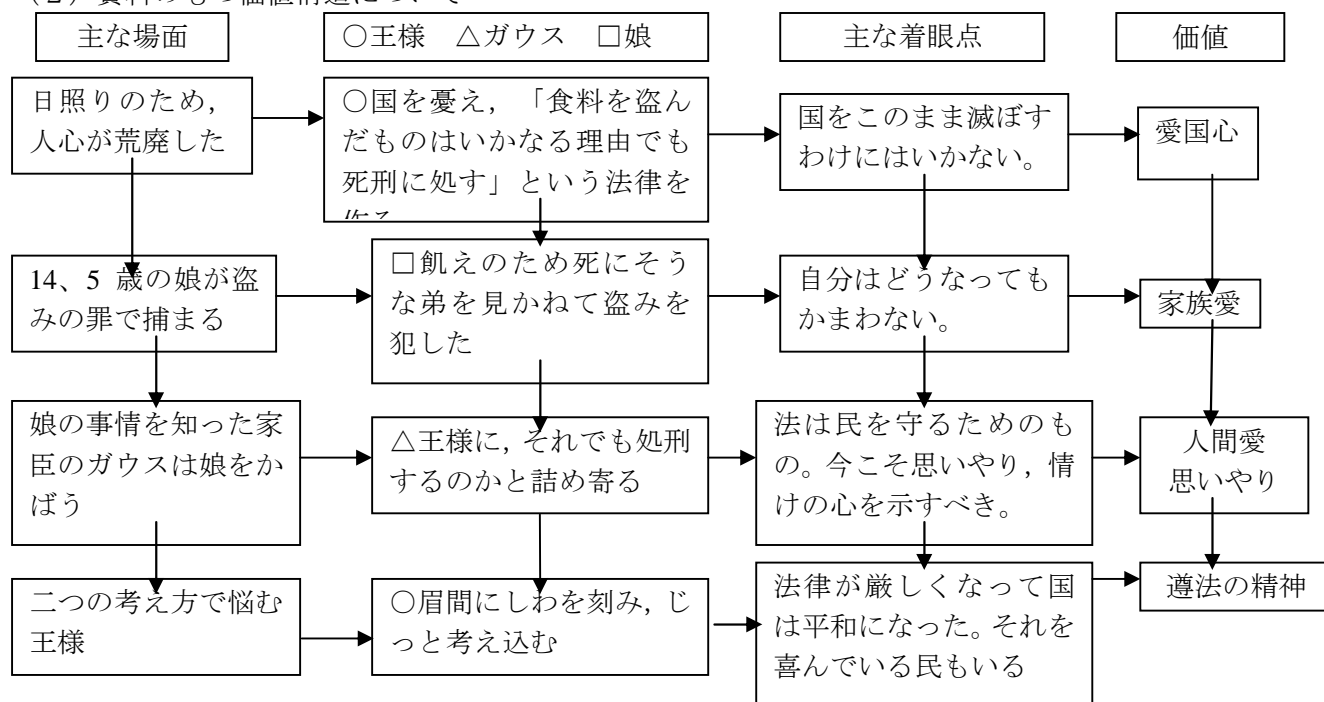 主な場面
○王様 △ガウス □娘
主な着眼点
価値
日照りのため,
人心が荒廃した
○国を憂え,「食料を盗ん
だものはいかなる理由でも
死刑に処す」という法律を
国をこのまま滅ぼす
わけにはいかない。
愛国心
14、5 歳の娘が盗
みの罪で捕まる
□飢えのため死にそう
な弟を見かねて盗みを
犯した
自分はどうなっても
かまわない。
家族愛
娘の事情を知った家
臣のガウスは娘をか
ばう
△王様に,それでも処刑
するのかと詰め寄る
法は民を守るためのも
の。今こそ思いやり,情
けの心を示すべき。
人間愛
思いやり
二つの考え方で悩む
王様
○眉間にしわを刻み,じ
っと考え込む
法律が厳しくなって国
は平和になった。それを
喜んでいる民もいる
遵法の精神